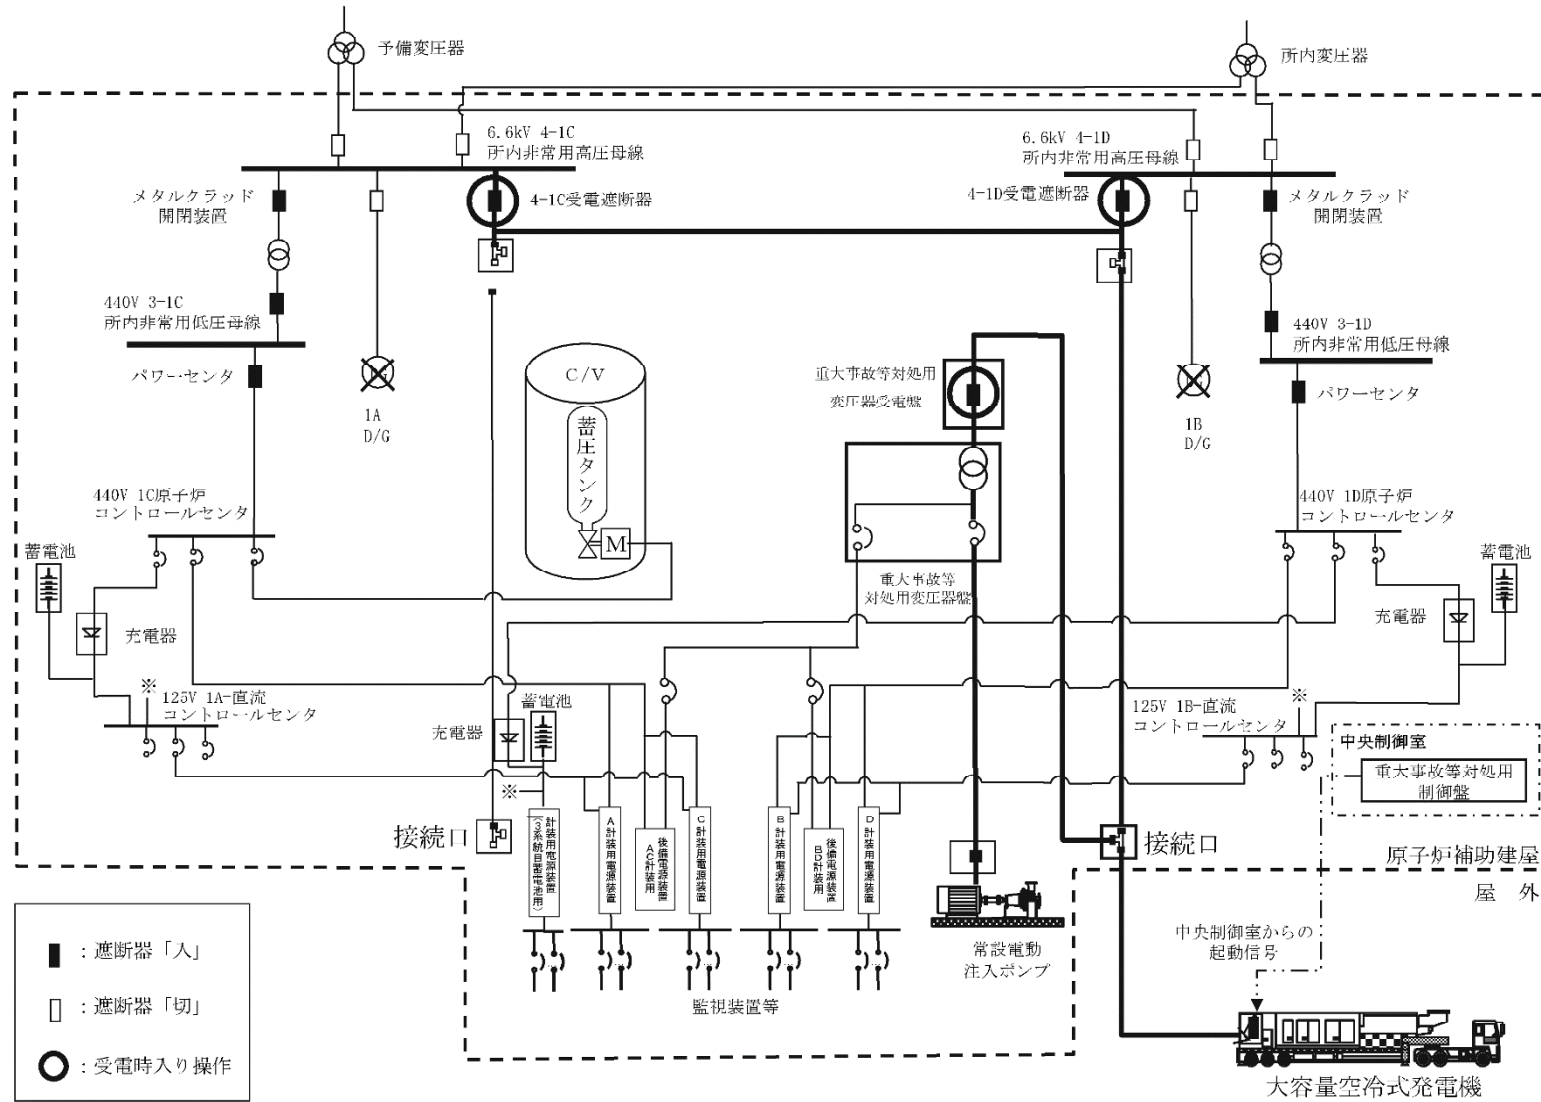 予備変圧器
所内変圧器
6.6kV 4-1C
所内非常用高圧母線
6.6kV 4-1D
所内非常用高圧母線
メタルクラッド
開閉装置
4-1C受電遮断器
4-1D受電遮断器
メタルクラッド
開閉装置
440V 3-1C
所内非常用低圧母線
パワーセンタ
1A
D/G
C/V
蓄圧タンク
M
重大事故等対処用
変圧器受電盤
1B
D/G
440V 3-1D
所内非常用低圧母線
パワーセンタ
440V 1C原子炉
コントロールセンタ
440V 1D原子炉
コントロールセンタ
蓄電池
充電器
重大事故等
対処用変圧器盤
充電器
蓄電池
※
125V 1A-直流
コントロールセンタ
充電器
蓄電池
※
125V 1B-直流
コントロールセンタ
※
中央制御室
重大事故等対処用
制御盤
接続口
計装用電源装置
(3系統目蓄電池用)
A計装用電源装置
後備電源装置
AC計装用
C計装用電源装置
B計装用電源装置
後備電源装置
BD計装用
D計装用電源装置
接続口
原子炉補助建屋
屋 外
常設電動
注入ポンプ
監視装置等
中央制御室からの
起動信号
大容量空冷式発電機
：遮断器「入」
：遮断器「切」
：受電時入り操作